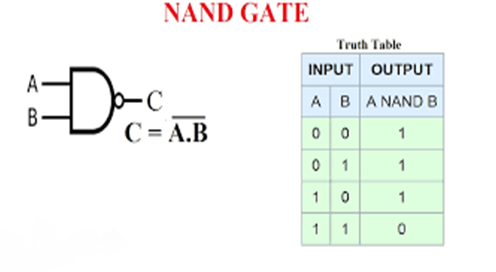 NAND GATE
A
B
C
C = \overline{A.B}
Truth Table
INPUT OUTPUT
A B A NAND B
0 0 1
0 1 1
1 0 1
1 1 0